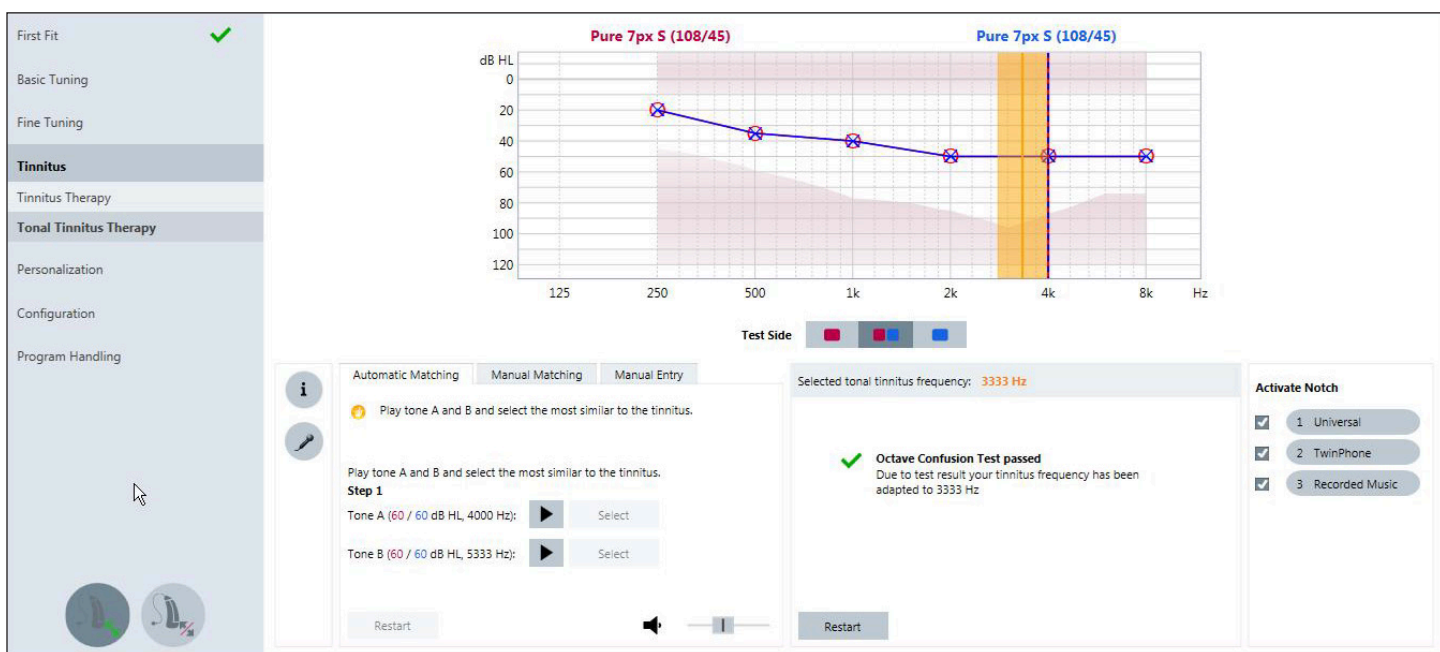 First Fit
Basic Tuning
Fine Tuning
Tinnitus
Tinnitus Therapy
Tonal Tinnitus Therapy
Personalization
Configuration
Program Handling
Pure 7px S (108/45)
Pure 7px S (108/45)
dB HL
0
20
40
60
80
100
120
125 250 500 1k 2k 4k 8k Hz
Test Side
i
Automatic Matching Manual Matching Manual Entry
Play tone A and B and select the most similar to the tinnitus.
Play tone A and B and select the most similar to the tinnitus.
Step 1
Tone A (60 / 60 dB HL, 4000 Hz): Select
Tone B (60 / 60 dB HL, 5333 Hz): Select
Restart
Selected tonal tinnitus frequency: 3333 Hz
Octave Confusion Test passed
Due to test result your tinnitus frequency has been
adapted to 3333 Hz
Restart
Activate Notch
1 Universal
2 TwinPhone
3 Recorded Music